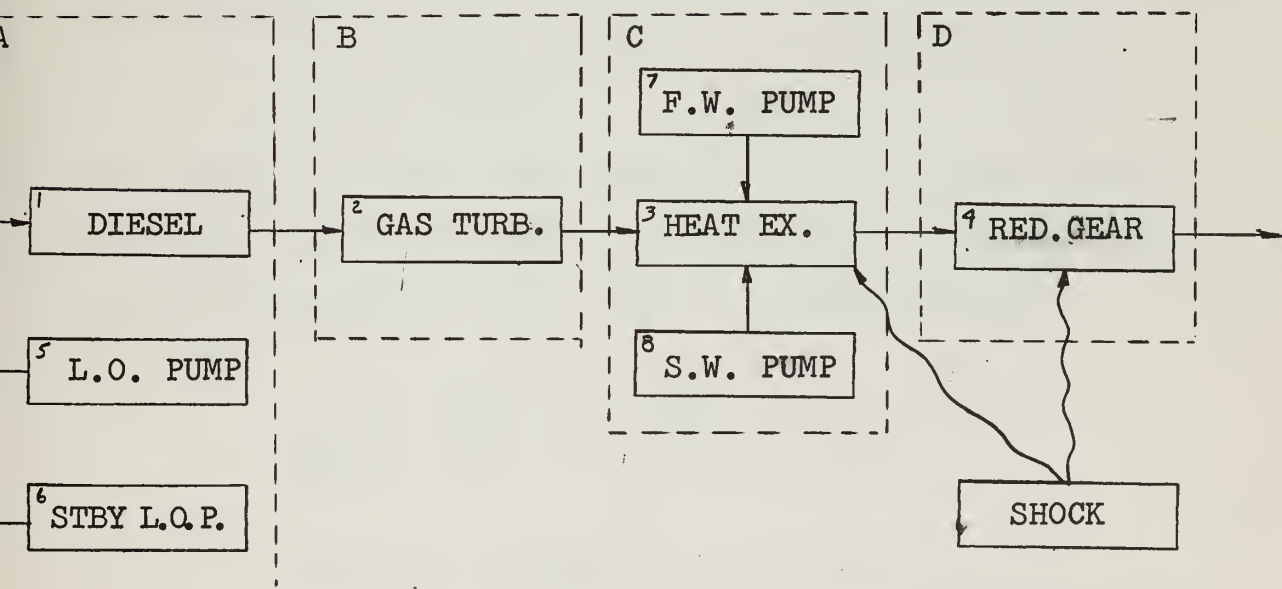 A
B
C
D
7
F.W. PUMP
1
DIESEL
2
GAS TURB.
3
HEAT EX.
4
RED.GEAR
5
L.O. PUMP
8
S.W. PUMP
6
STBY L.O.P.
SHOCK